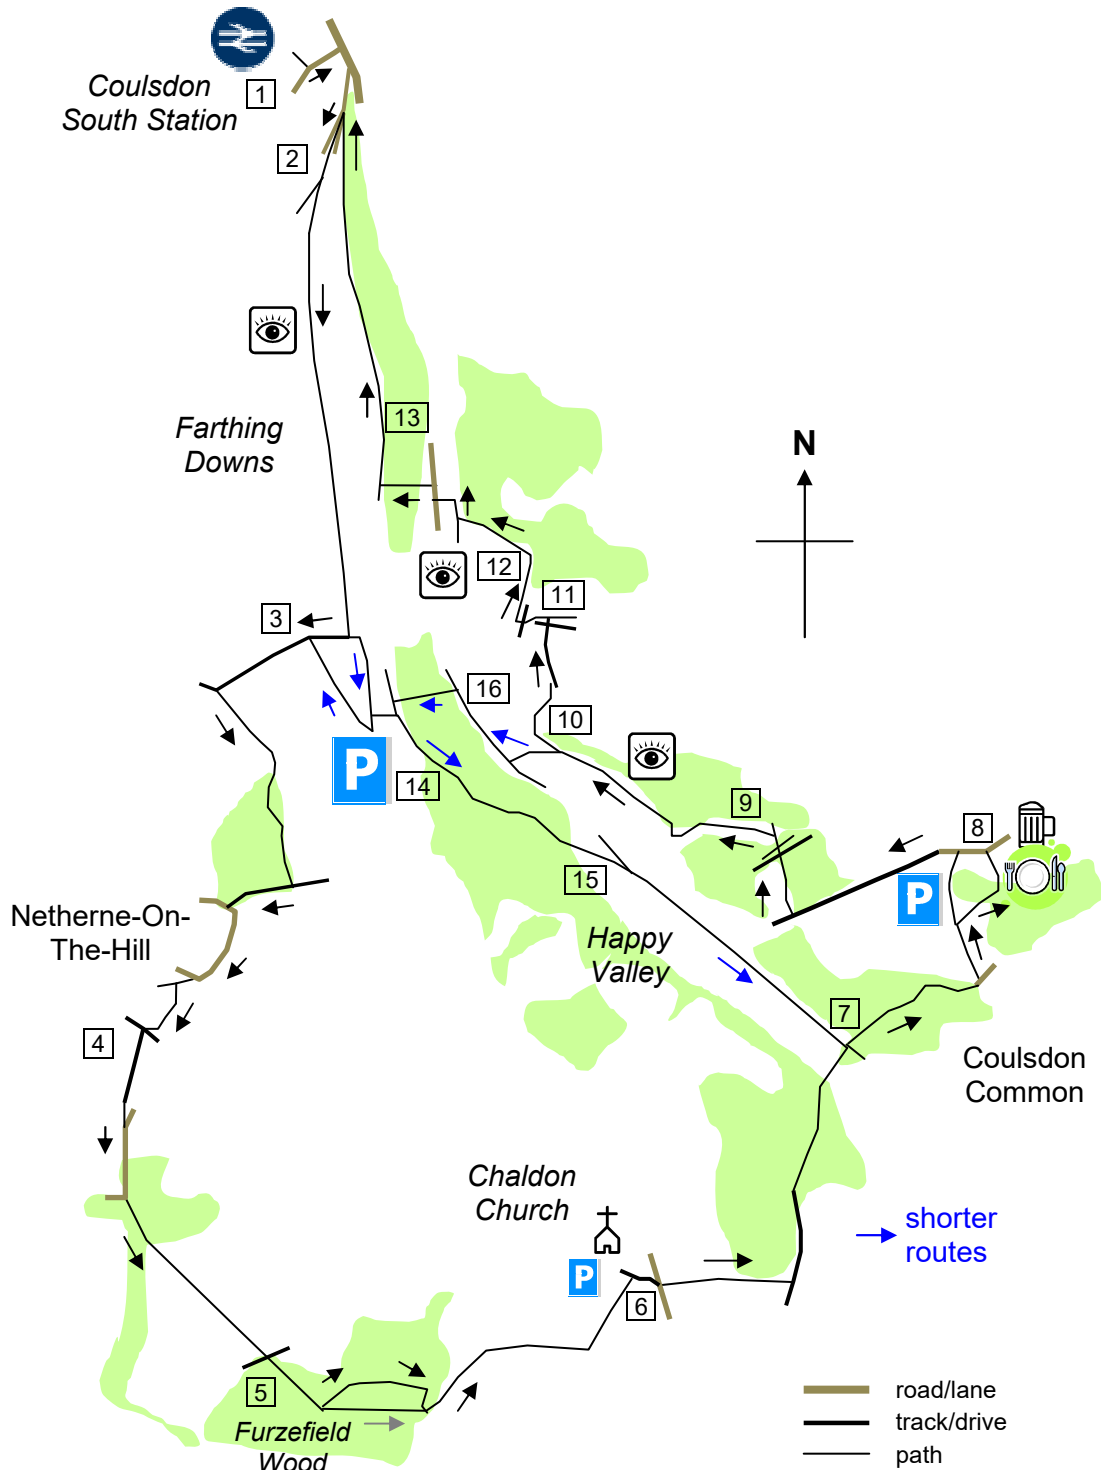 Coulsdon
South Station
1
2
Farthing
Downs
13
N
12
11
3
16
10
P
14
9
8
P
15
Netherne-On-
The-Hill
Happy
Valley
7
4
Coulsdon
Common
Chaldon
Church
shorter
routes
P
6
5
Furzefield
Wood
road/lane
track/drive
path